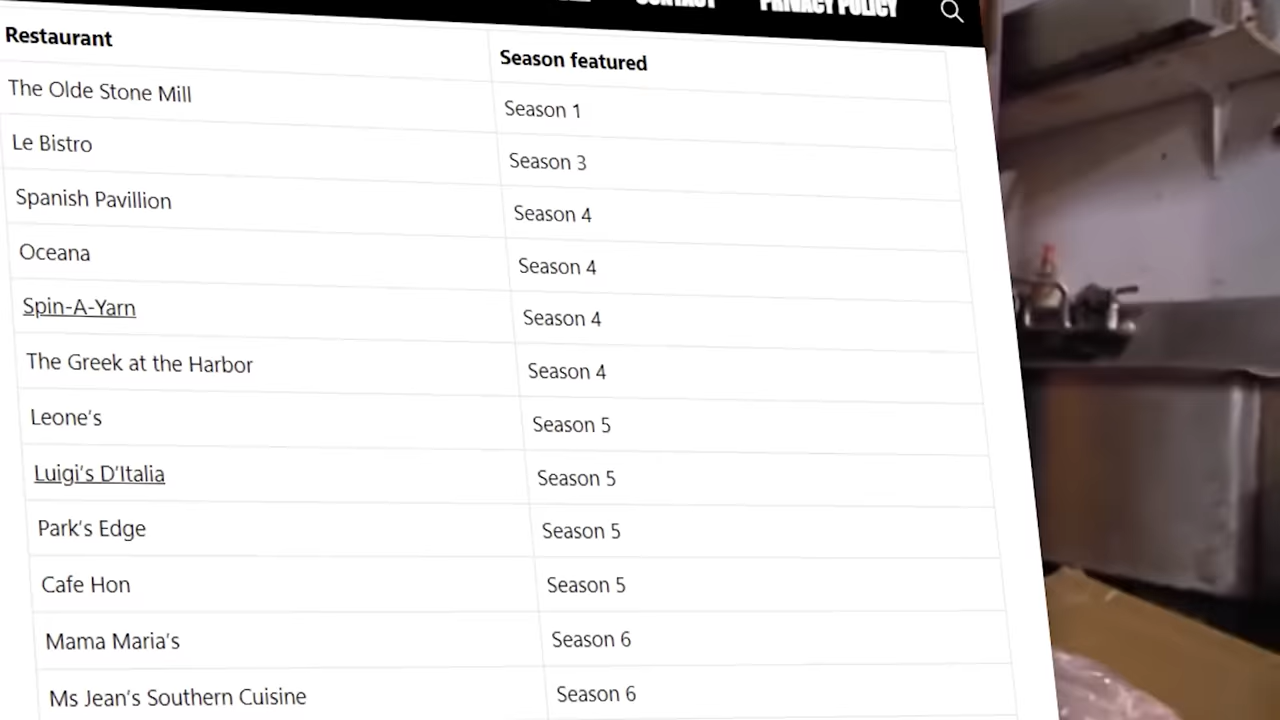 CONTACT PRIVACY POLICY
Restaurant Season featured
The Olde Stone Mill Season 1
Le Bistro Season 3
Spanish Pavillion Season 4
Oceana Season 4
Spin-A-Yarn Season 4
The Greek at the Harbor Season 4
Leone's Season 5
Luigi's D'Italia Season 5
Park's Edge Season 5
Cafe Hon Season 5
Mama Maria's Season 6
Ms Jean's Southern Cuisine Season 6